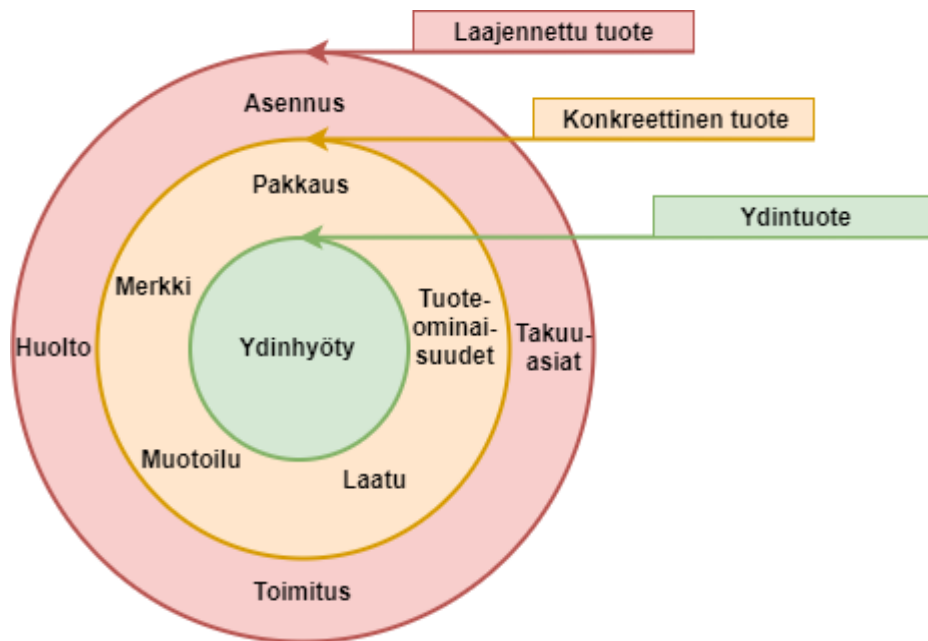 Laajennettu tuote
Asennus
Konkreettinen tuote
Pakkaus
Ydintuote
Merkki
Tuote-
ominai-
suudet
Huolto
Ydinhyöty
Takuu-
asiat
Muotoilu
Laatu
Toimitus